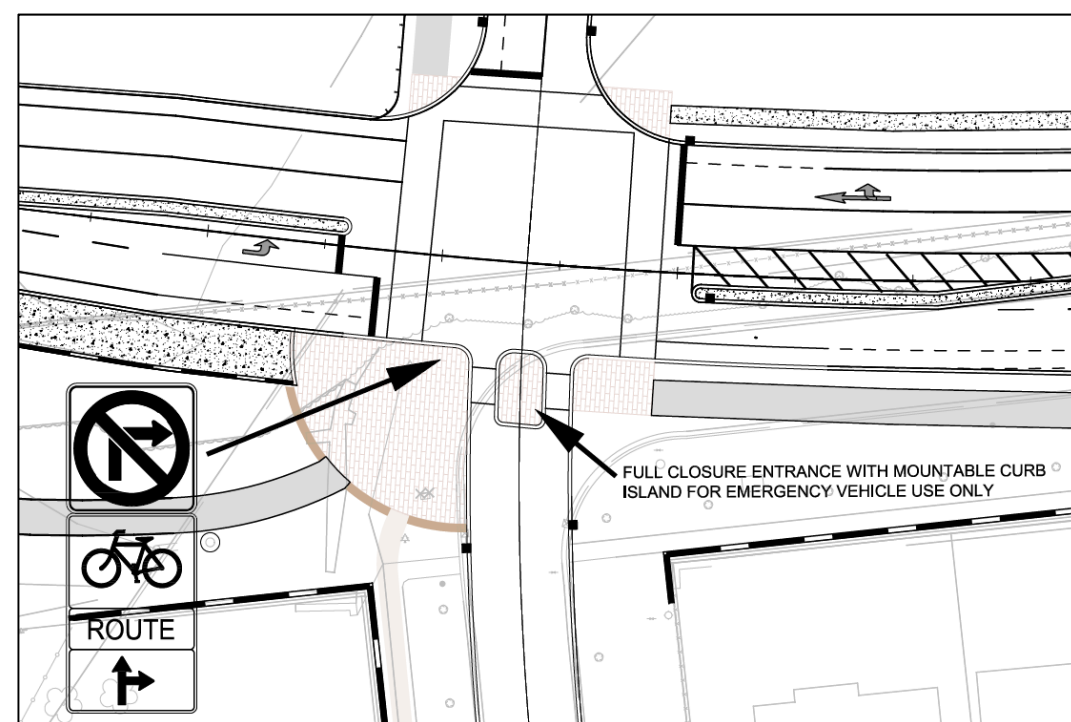 FULL CLOSURE ENTRANCE WITH MOUNTABLE CURB
ISLAND FOR EMERGENCY VEHICLE USE ONLY
ROUTE